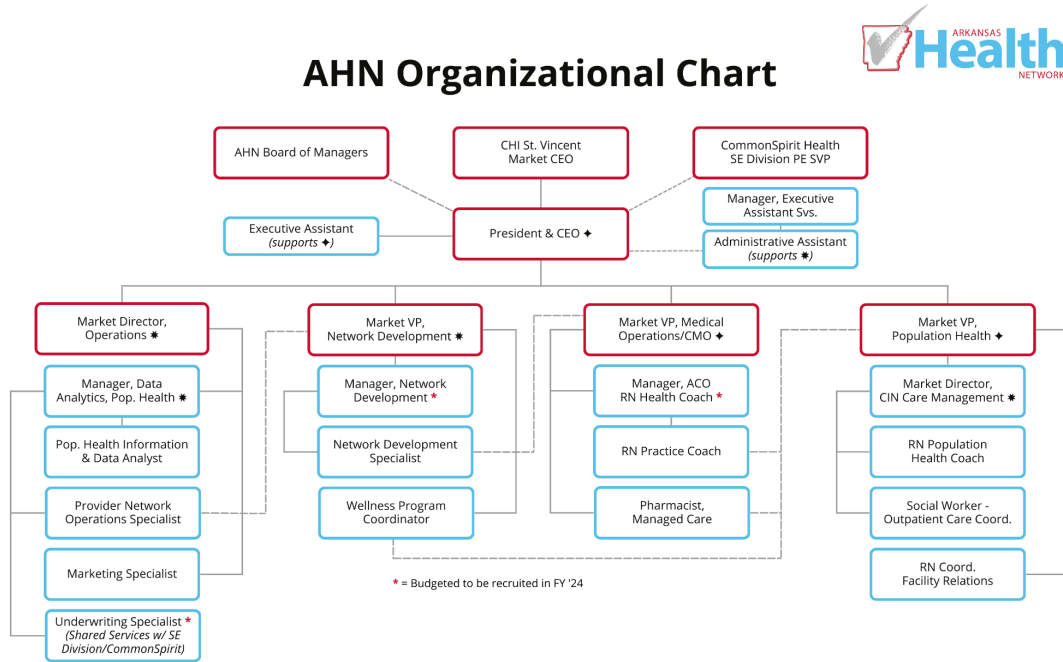 ARKANSAS
Health
NETWORK
AHN Organizational Chart
AHN Board of Managers
CHI St. Vincent
Market CEO
CommonSpirit Health
SE Division PE SVP
Manager, Executive
Assistant Svs.
Executive Assistant
(supports ✦)
President & CEO ✦
Administrative Assistant
(supports ✷)
Market Director,
Operations ✷
Market VP,
Network Development ✷
Market VP, Medical
Operations/CMO ✦
Market VP,
Population Health ✦
Manager, Data
Analytics, Pop. Health ✷
Manager, Network
Development *
Manager, ACO
RN Health Coach *
Market Director,
CIN Care Management ✷
Pop. Health Information
& Data Analyst
Network Development
Specialist
RN Practice Coach
RN Population
Health Coach
Provider Network
Operations Specialist
Wellness Program
Coordinator
Pharmacist,
Managed Care
Social Worker -
Outpatient Care Coord.
Marketing Specialist
* = Budgeted to be recruited in FY '24
RN Coord.
Facility Relations
Underwriting Specialist *
(Shared Services w/ SE
Division/CommonSpirit)